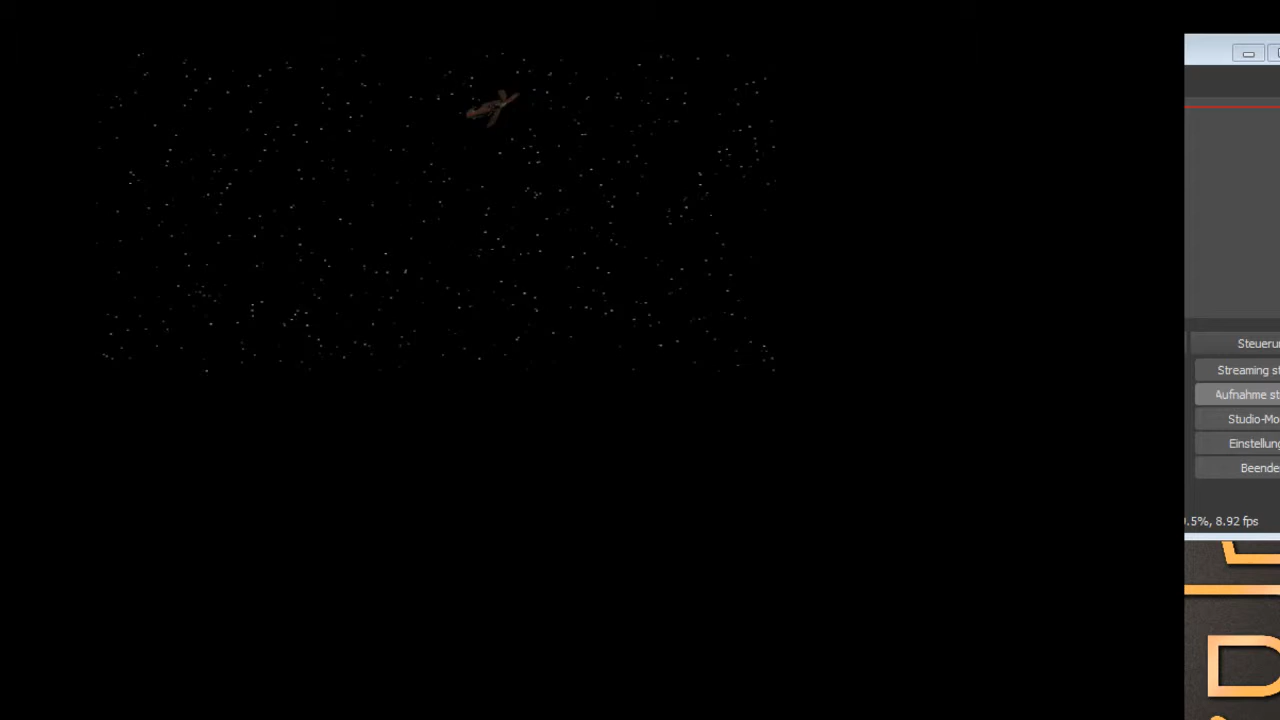 Steueru
Streaming st
Aufnahme st
Studio-Mo
Einstellung
Beende
.5%, 8.92 fps